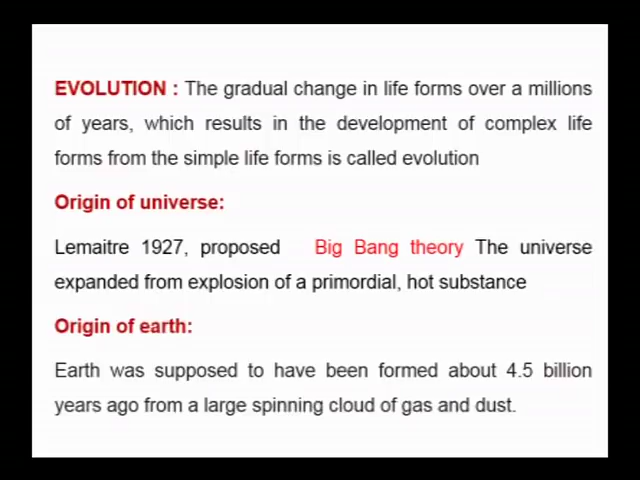 EVOLUTION : The gradual change in life forms over a millions
of years, which results in the development of complex life
forms from the simple life forms is called evolution
Origin of universe:
Lemaitre 1927, proposed Big Bang theory The universe
expanded from explosion of a primordial, hot substance
Origin of earth:
Earth was supposed to have been formed about 4.5 billion
years ago from a large spinning cloud of gas and dust.